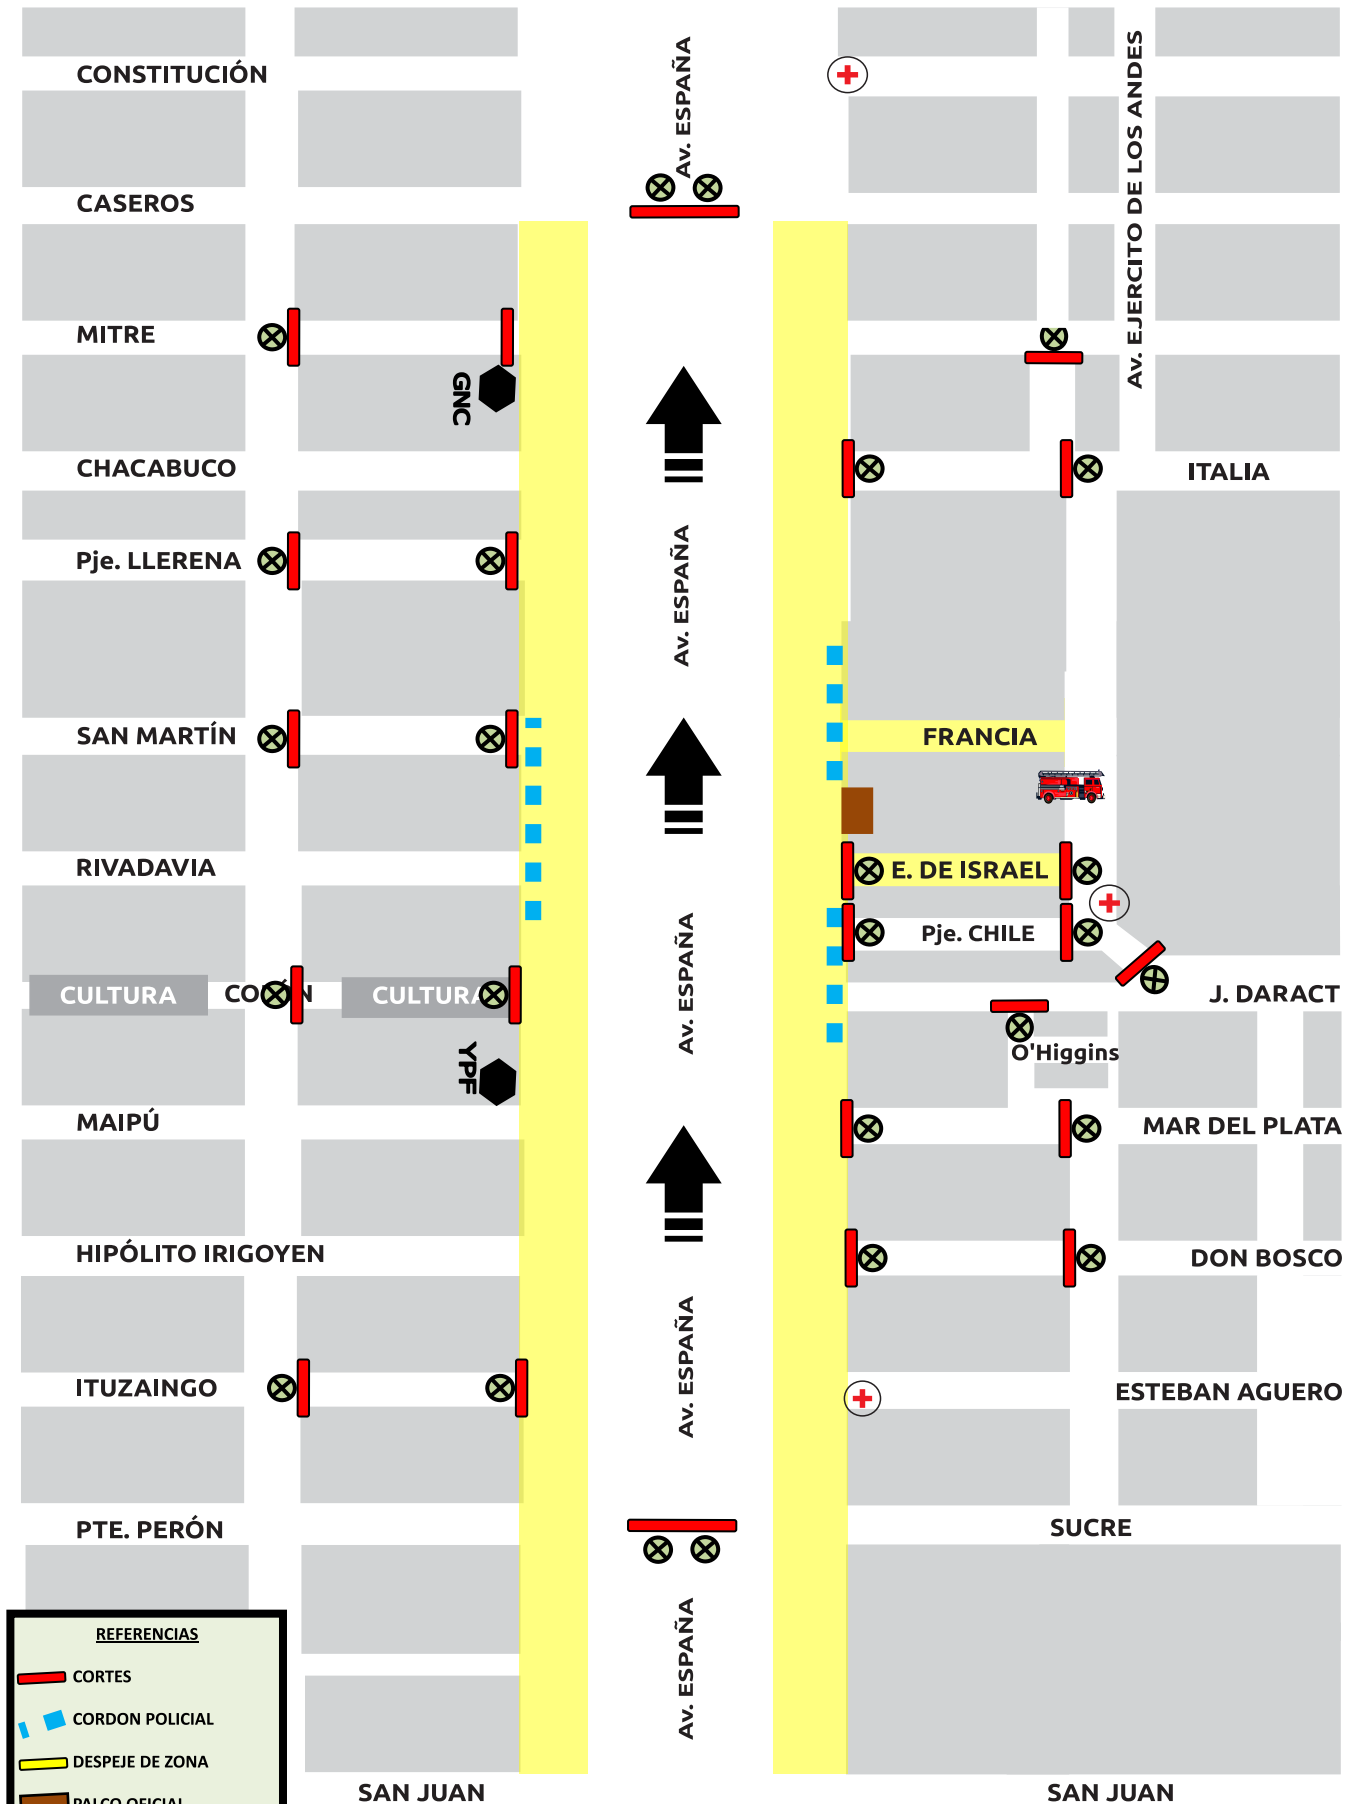 CONSTITUCIÓN
Av. ESPAÑA
Av. EJERCITO DE LOS ANDES
CASEROS
MITRE
GNC
CHACABUCO
ITALIA
Pje. LLERENA
Av. ESPAÑA
SAN MARTÍN
FRANCIA
RIVADAVIA
E. DE ISRAEL
Pje. CHILE
Av. ESPAÑA
CULTURA
COLÓN
CULTURA
J. DARACT
O'Higgins
YPF
MAIPÚ
MAR DEL PLATA
HIPÓLITO IRIGOYEN
DON BOSCO
Av. ESPAÑA
ITUZAINGO
ESTEBAN AGUERO
PTE. PERÓN
SUCRE
Av. ESPAÑA
REFERENCIAS
CORTES
CORDON POLICIAL
DESPEJE DE ZONA
PALCO OFICIAL
SAN JUAN
SAN JUAN